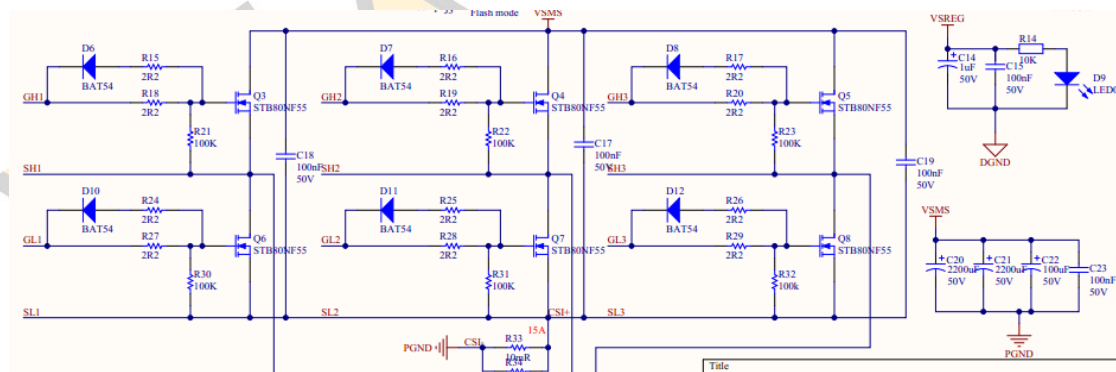 Flash mode
VSMS
VSREG
D6
R15
BAT54
2R2
R18
2R2
GH1
Q3
STB80NF55
R21
100K
C18
100nF
50V
SH1
D7
R16
BAT54
2R2
R19
2R2
GH2
Q4
STB80NF55
R22
100K
C17
100nF
50V
SH2
D8
R17
BAT54
2R2
R20
2R2
GH3
Q5
STB80NF55
R23
100K
C19
100nF
50V
SH3
C14
1uF
50V
C15
100nF
50V
R14
10K
D9
DGND
D10
R24
BAT54
2R2
R27
2R2
GL1
Q6
STB80NF55
R30
100K
SL1
D11
R25
BAT54
2R2
R28
2R2
GL2
Q7
STB80NF55
R31
100K
SL2
CSI+
D12
R26
BAT54
2R2
R29
2R2
GL3
Q8
STB80NF55
R32
100k
SL3
VSMS
C20
2200uF
50V
C21
2200uF
50V
C22
100uF
50V
C23
100nF
50V
PGND
15A
PGND
R33
10mR
R34
Title